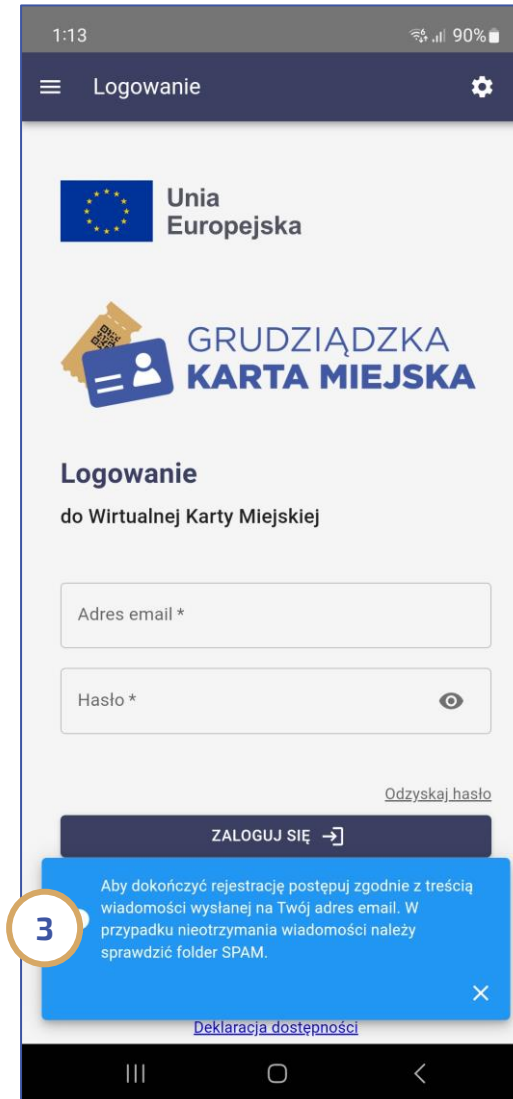 1:13
90%
Logowanie
Unia
Europejska
GRUDZIĄDZKA
KARTA MIEJSKA
Logowanie
do Wirtualnej Karty Miejskiej
Adres email *
Hasło *
Odzyskaj hasło
ZALOGUJ SIĘ
Aby dokończyć rejestrację postępuj zgodnie z treścią
wiadomości wysłanej na Twój adres email. W
przypadku nieotrzymania wiadomości należy
sprawdzić folder SPAM.
3
Deklaracja dostępności